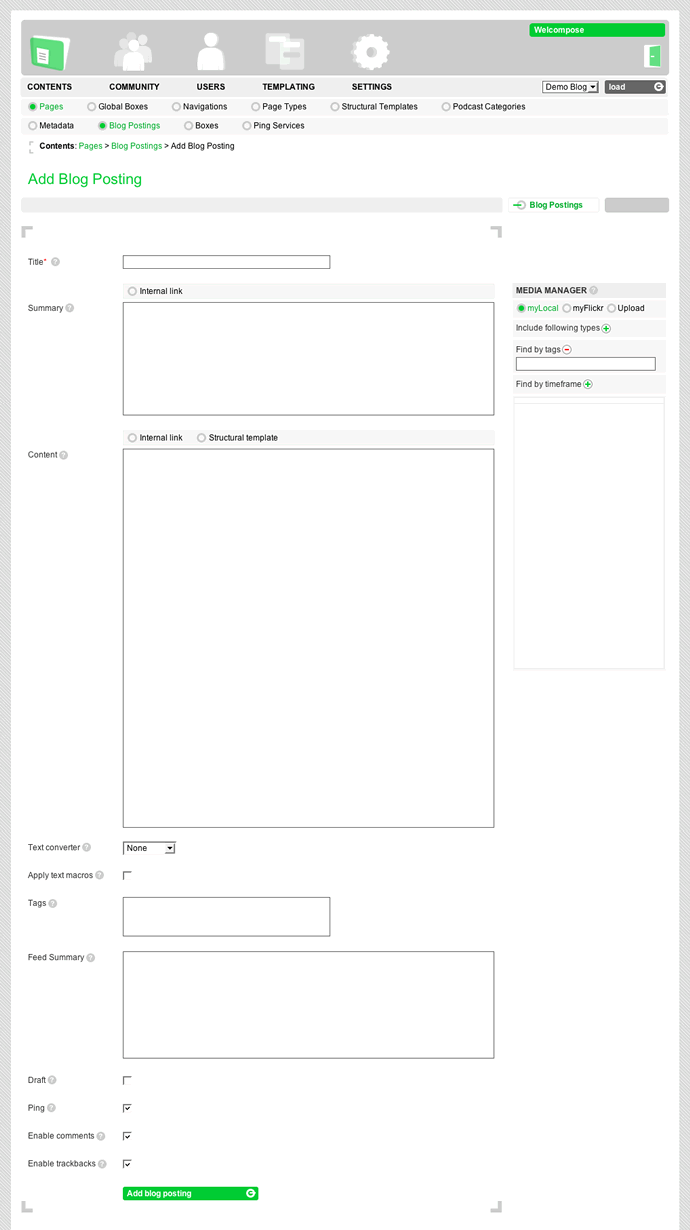 Welcompose
CONTENTS COMMUNITY USERS TEMPLATING SETTINGS Demo Blog load
Pages Global Boxes Navigations Page Types Structural Templates Podcast Categories
Metadata Blog Postings Boxes Ping Services
Contents: Pages > Blog Postings > Add Blog Posting
Add Blog Posting
Blog Postings
Title* ?
Internal link
Summary ?
MEDIA MANAGER ?
myLocal myFlickr Upload
Include following types
Find by tags
Find by timeframe
Internal link Structural template
Content ?
Text converter ? None
Apply text macros ?
Tags ?
Feed Summary ?
Draft ?
Ping ?
Enable comments ?
Enable trackbacks ?
Add blog posting